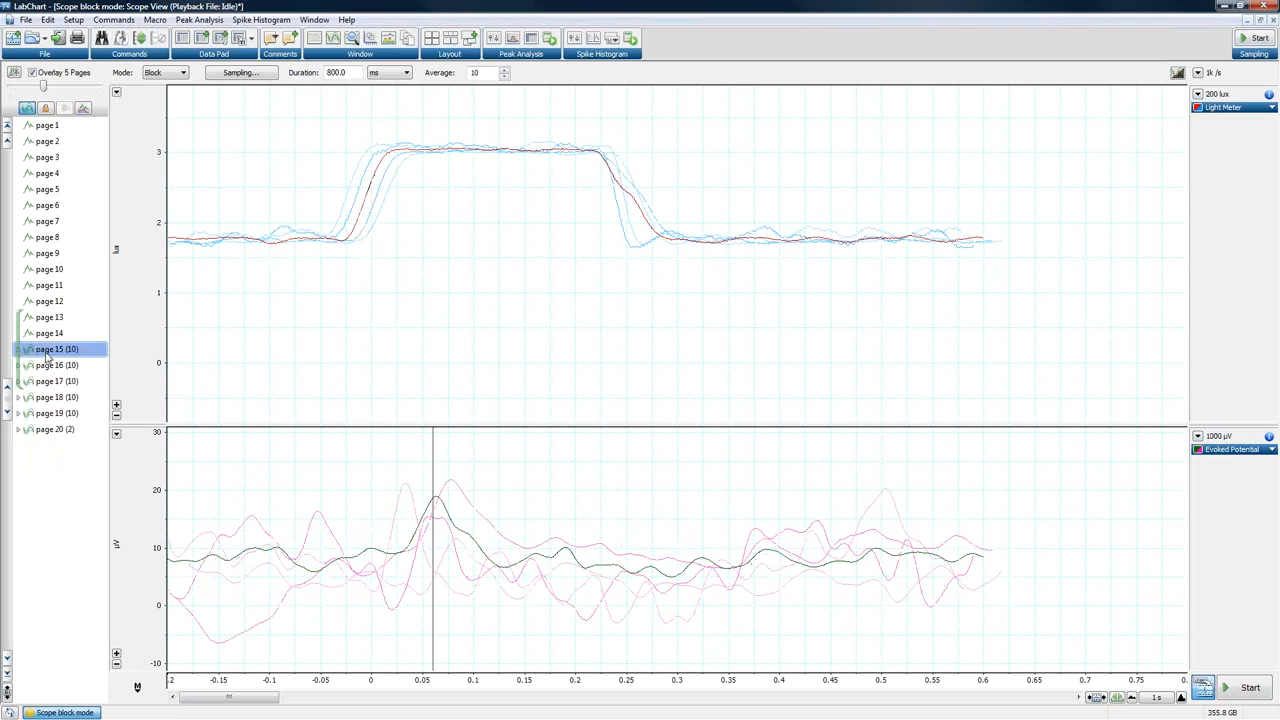 LabChart - [Scope block mode: Scope View (Playback File: Idle)*]
File Edit Setup Commands Macro Peak Analysis Spike Histogram Window Help
File Commands Data Pad Comments Window Layout Peak Analysis Spike Histogram
Start
Sampling
Overlay 5 Pages
Mode: Block Sampling... Duration: 800.0 ms Average: 10
1k /s
200 lux
Light Meter
page 1
page 2
page 3
page 4
page 5
page 6
page 7
page 8
page 9
page 10
page 11
page 12
page 13
page 14
page 15 (10)
page 16 (10)
page 17 (10)
page 18 (10)
page 19 (10)
page 20 (2)
3
2
lux
1
0
30
20
µV
10
0
-10
1000 µV
Evoked Potential
.2 -0.15 -0.1 -0.05 0 0.05 0.1 0.15 0.2 0.25 0.3 0.35 0.4 0.45 0.5 0.55 0.6 0.65 0.7 0.75 0.
M
1 s
Start
Scope block mode
355.8 GB